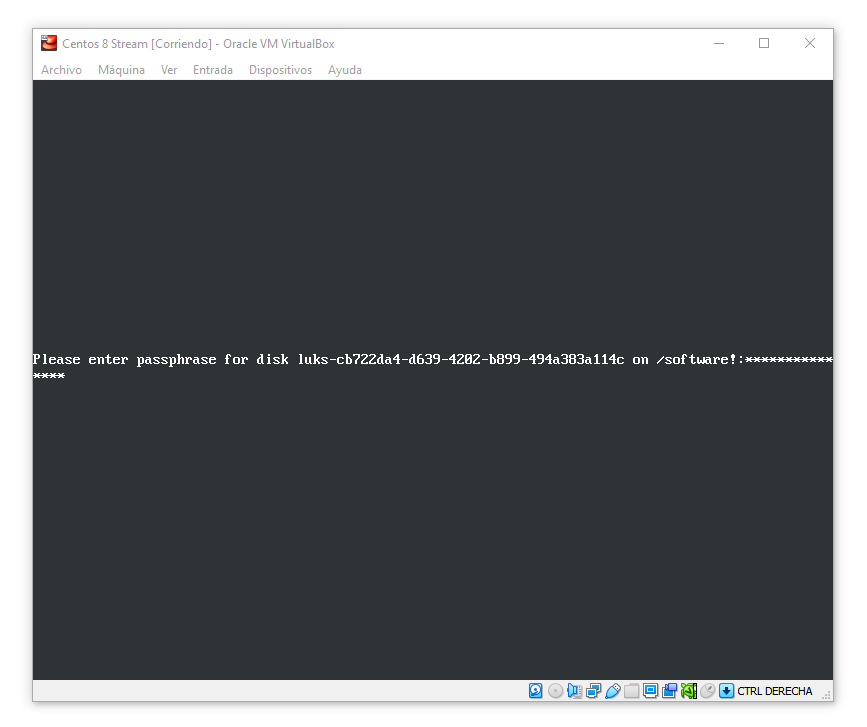 Centos 8 Stream [Corriendo] - Oracle VM VirtualBox
Archivo Máquina Ver Entrada Dispositivos Ayuda
Please enter passphrase for disk luks-cb722da4-d639-4202-b899-494a383a114c on /software!:***********
****
CTRL DERECHA